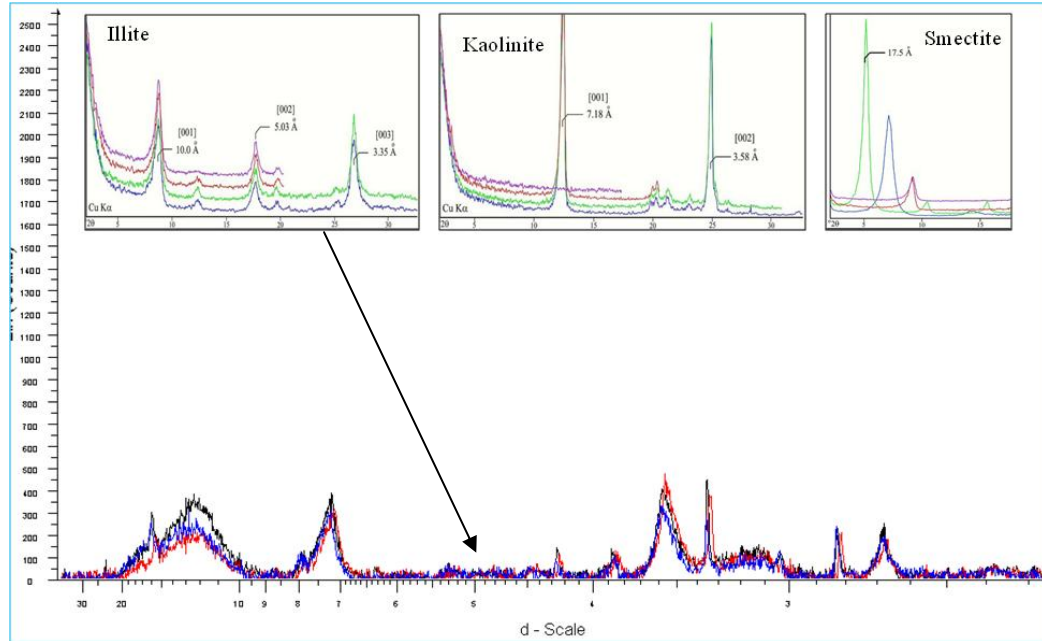 Illite
[001]
10.0 Å
[002]
5.03 Å
[003]
3.35 Å
Cu Kα
°2θ 5 10 15 20 25 30
Kaolinite
[001]
7.18 Å
[002]
3.58 Å
Cu Kα
°2θ 5 10 15 20 25 30
Smectite
17.5 Å
°2θ 5 10 15
2500
2400
2300
2200
2100
2000
1900
1800
1700
1600
1500
1400
1300
1200
1100
1000
900
800
700
600
500
400
300
200
100
0
30 20 10 9 8 7 6 5 4 3
d - Scale